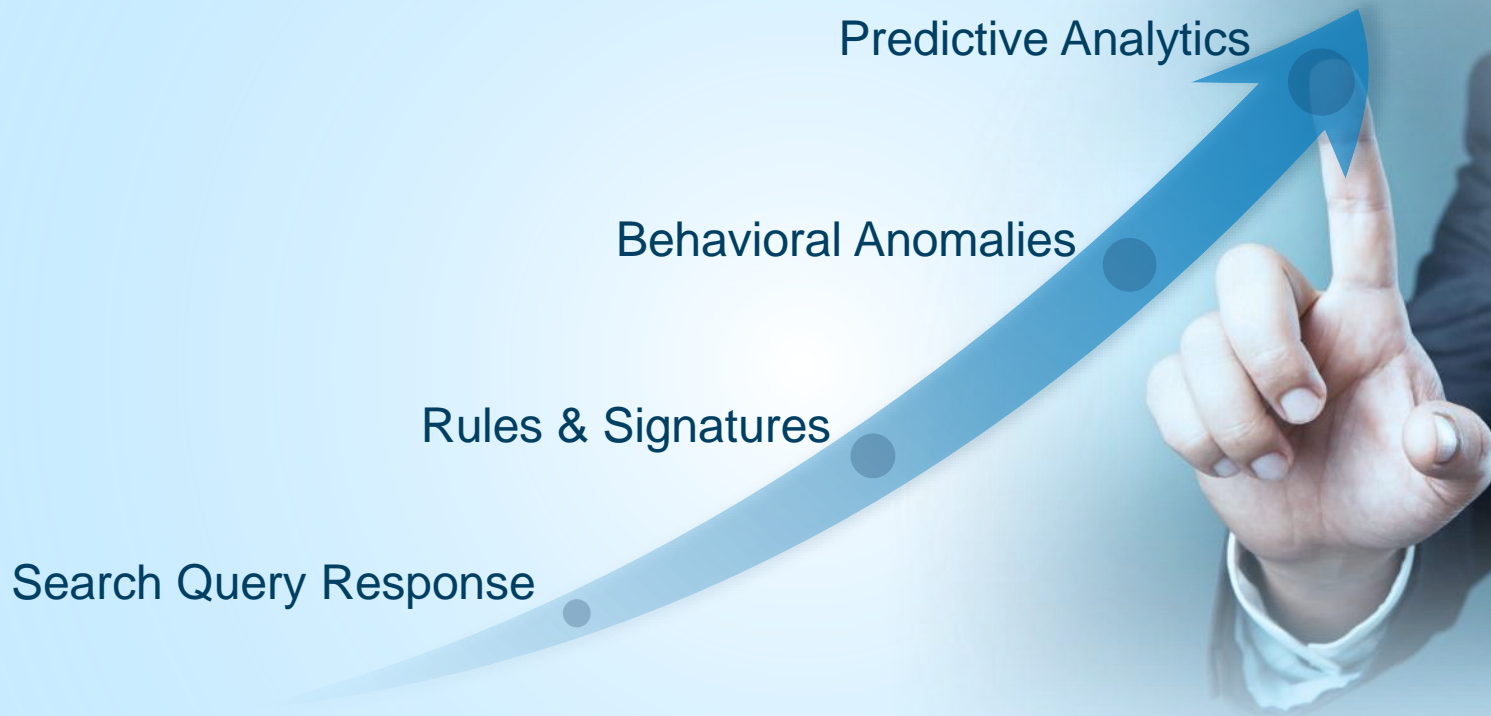 Predictive Analytics
Behavioral Anomalies
Rules & Signatures
Search Query Response